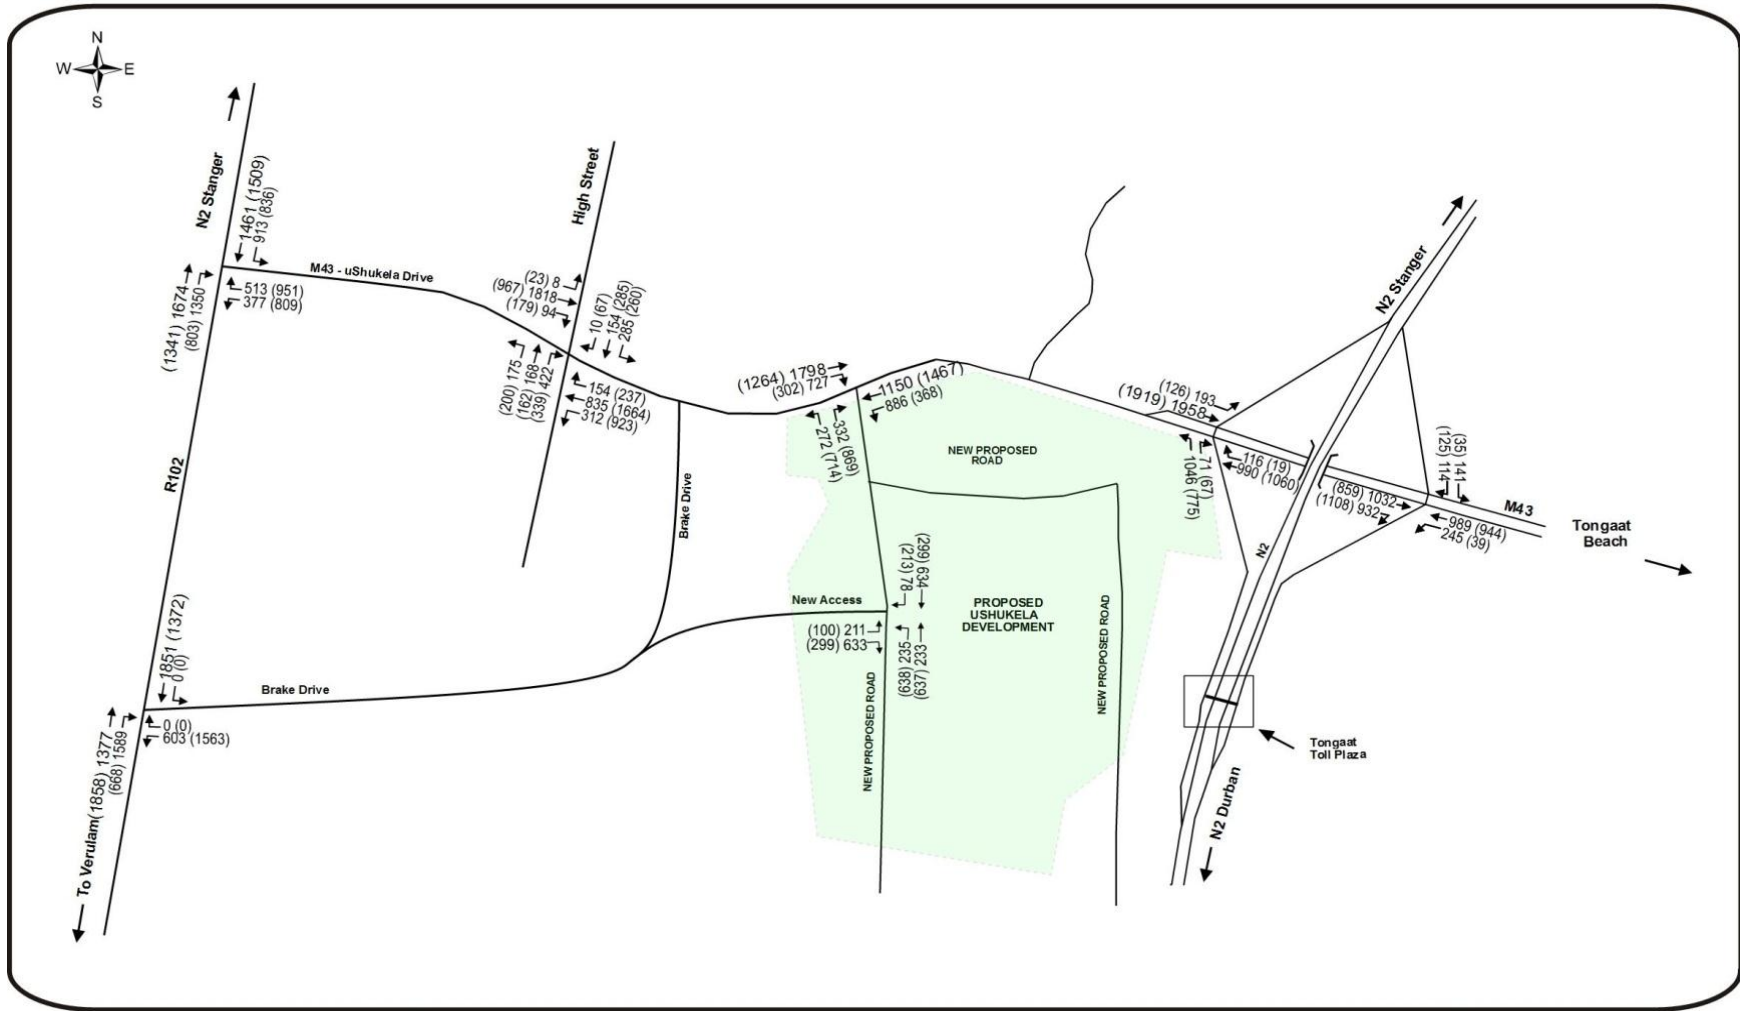 N
W E
S
N2 Stanger
1461 (1509)
913 (836)
M43 - uShukela Drive
(1341) 1674
(803) 1350
513 (951)
377 (809)
High Street
(23) 8
(967) 1818
(179) 94
10 (67)
154 (285)
285 (260)
(200) 175
(162) 168
(339) 422
154 (237)
835 (1664)
312 (923)
R102
Brake Drive
(1264) 1798
(302) 727
1150 (1467)
886 (368)
272 (714)
332 (869)
NEW PROPOSED
ROAD
(1919) 1958
(126) 193
1046 (775)
71 (67)
116 (19)
990 (1060)
N2 Stanger
N2
(859) 1032
(1108) 932
(125) 114
(35) 141
M43
989 (944)
245 (39)
Tongaat
Beach
New Access
(213) 78
(299) 634
(100) 211
(299) 633
235 (839)
233 (637)
PROPOSED
USHUKELA
DEVELOPMENT
NEW PROPOSED ROAD
NEW PROPOSED ROAD
1851 (1372)
0 (0)
Brake Drive
0 (0)
603 (1563)
(1858) 1377
(668) 1589
To Verulam
Tongaat
Toll Plaza
N2 Durban